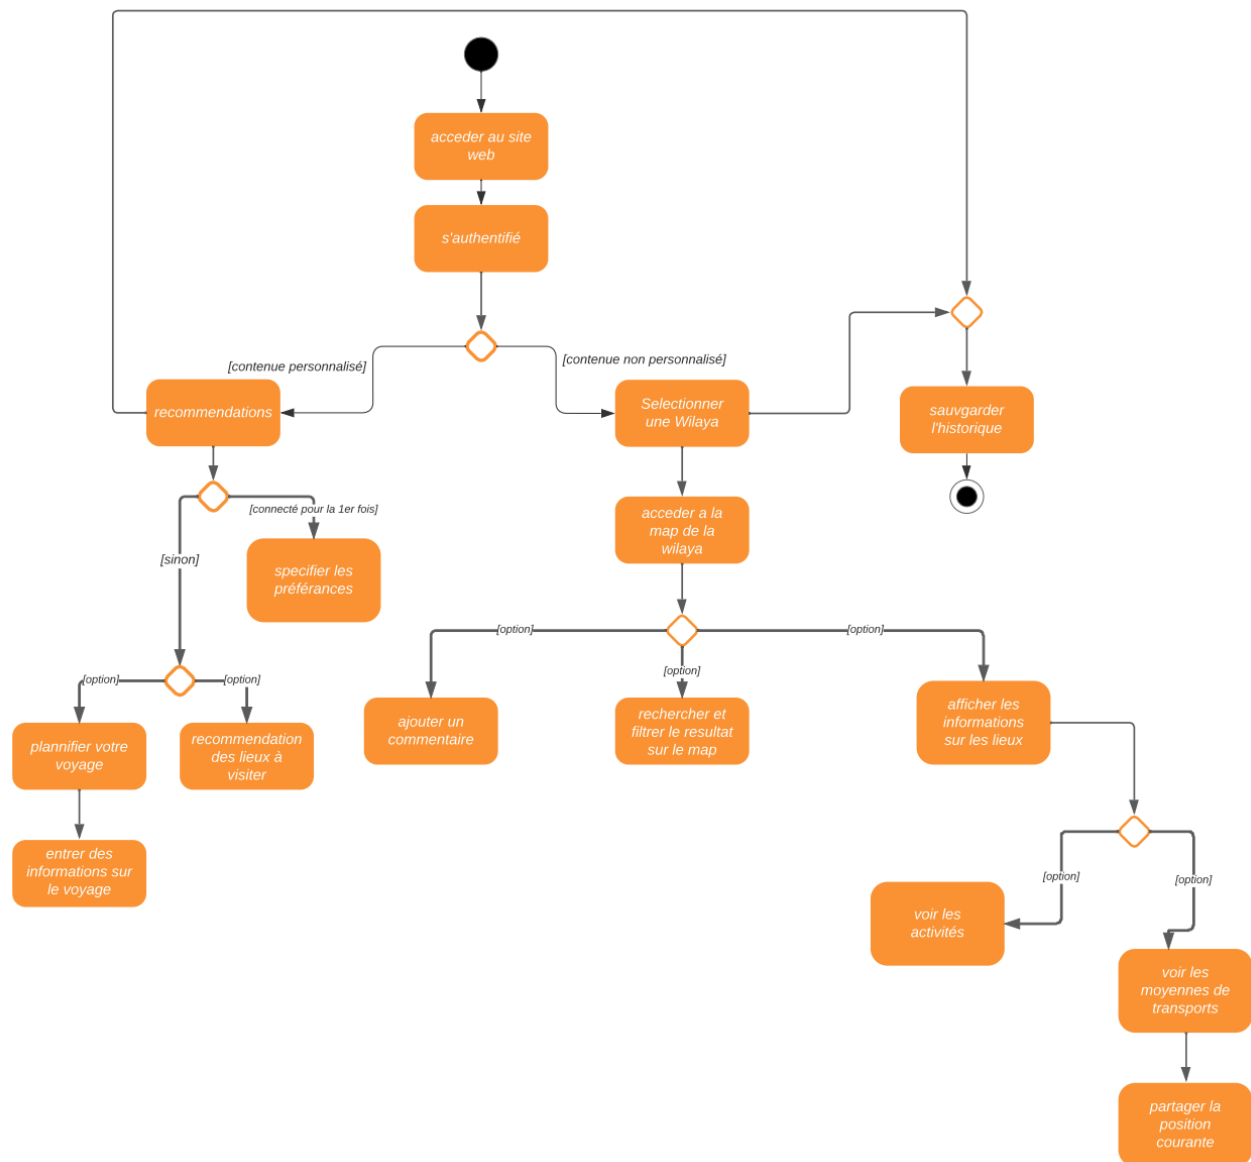 acceder au site
web
s'authentifié
[contenue personnalisé]
[contenue non personnalisé]
recommendations
Selectionner
une Wilaya
sauvgarder
l'historique
[connecté pour la 1er fois]
[sinon]
specifier les
préférances
acceder a la
map de la
wilaya
[option]
[option]
[option]
[option]
[option]
plannifier votre
voyage
recommendation
des lieux à
visiter
ajouter un
commentaire
rechercher et
filtrer le resultat
sur le map
afficher les
informations
sur les lieux
entrer des
informations sur
le voyage
[option]
[option]
voir les
activités
voir les
moyennes de
transports
partager la
position
courante